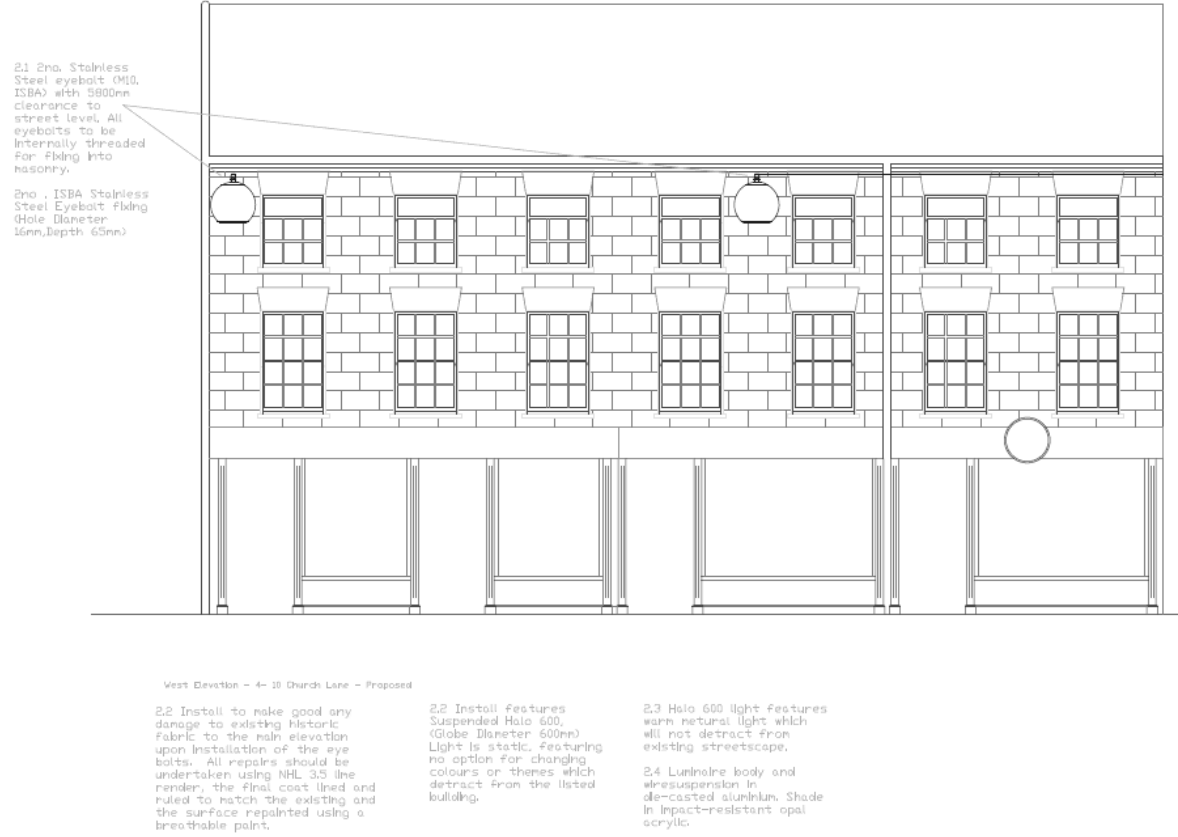 2.1 2no. Stainless
Steel eyebolt (M10,
ISBA) with 5800mm
clearance to
street level. All
eyebolts to be
internally threaded
for fixing into
masonry.
2no . ISBA Stainless
Steel Eyebolt fixing
(Hole Diameter
16mm,Depth 65mm)
West Elevation - 4- 10 Church Lane - Proposed
2.2 Install to make good any
damage to existing historic
fabric to the main elevation
upon installation of the eye
bolts. All repairs should be
undertaken using NHL 3.5 lime
render, the final coat lined and
ruled to match the existing and
the surface repainted using a
breathable paint.
2.2 Install features
Suspended Halo 600,
(Globe Diameter 600mm)
Light is static, featuring
no option for changing
colours or themes which
detract from the listed
building.
2.3 Halo 600 light features
warm netural light which
will not detract from
existing streetscape.
2.4 Luminaire body and
wiresuspension in
die-casted aluminium. Shade
in impact-resistant opal
acrylic.